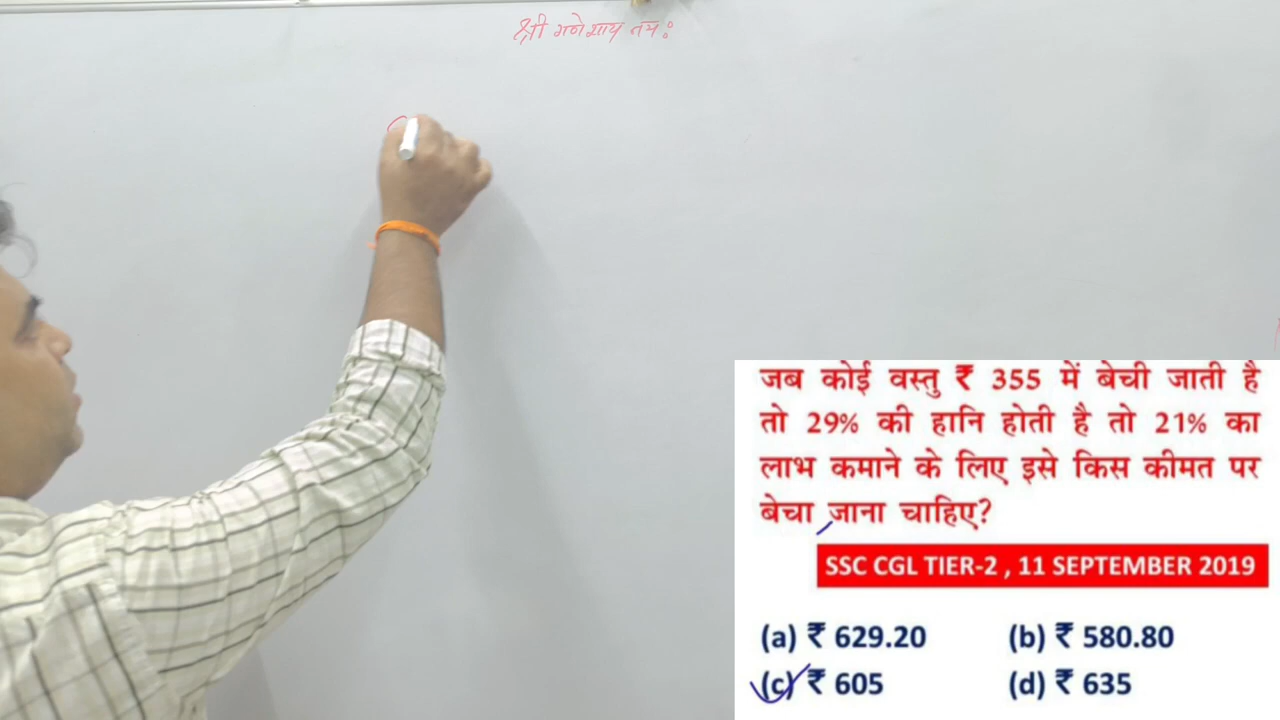 श्री गणेशाय नमः
जब कोई वस्तु ₹ 355 में बेची जाती है
तो 29% की हानि होती है तो 21% का
लाभ कमाने के लिए इसे किस कीमत पर
बेचा जाना चाहिए?
SSC CGL TIER-2 , 11 SEPTEMBER 2019
(a) ₹ 629.20 (b) ₹ 580.80
(c) ₹ 605 (d) ₹ 635